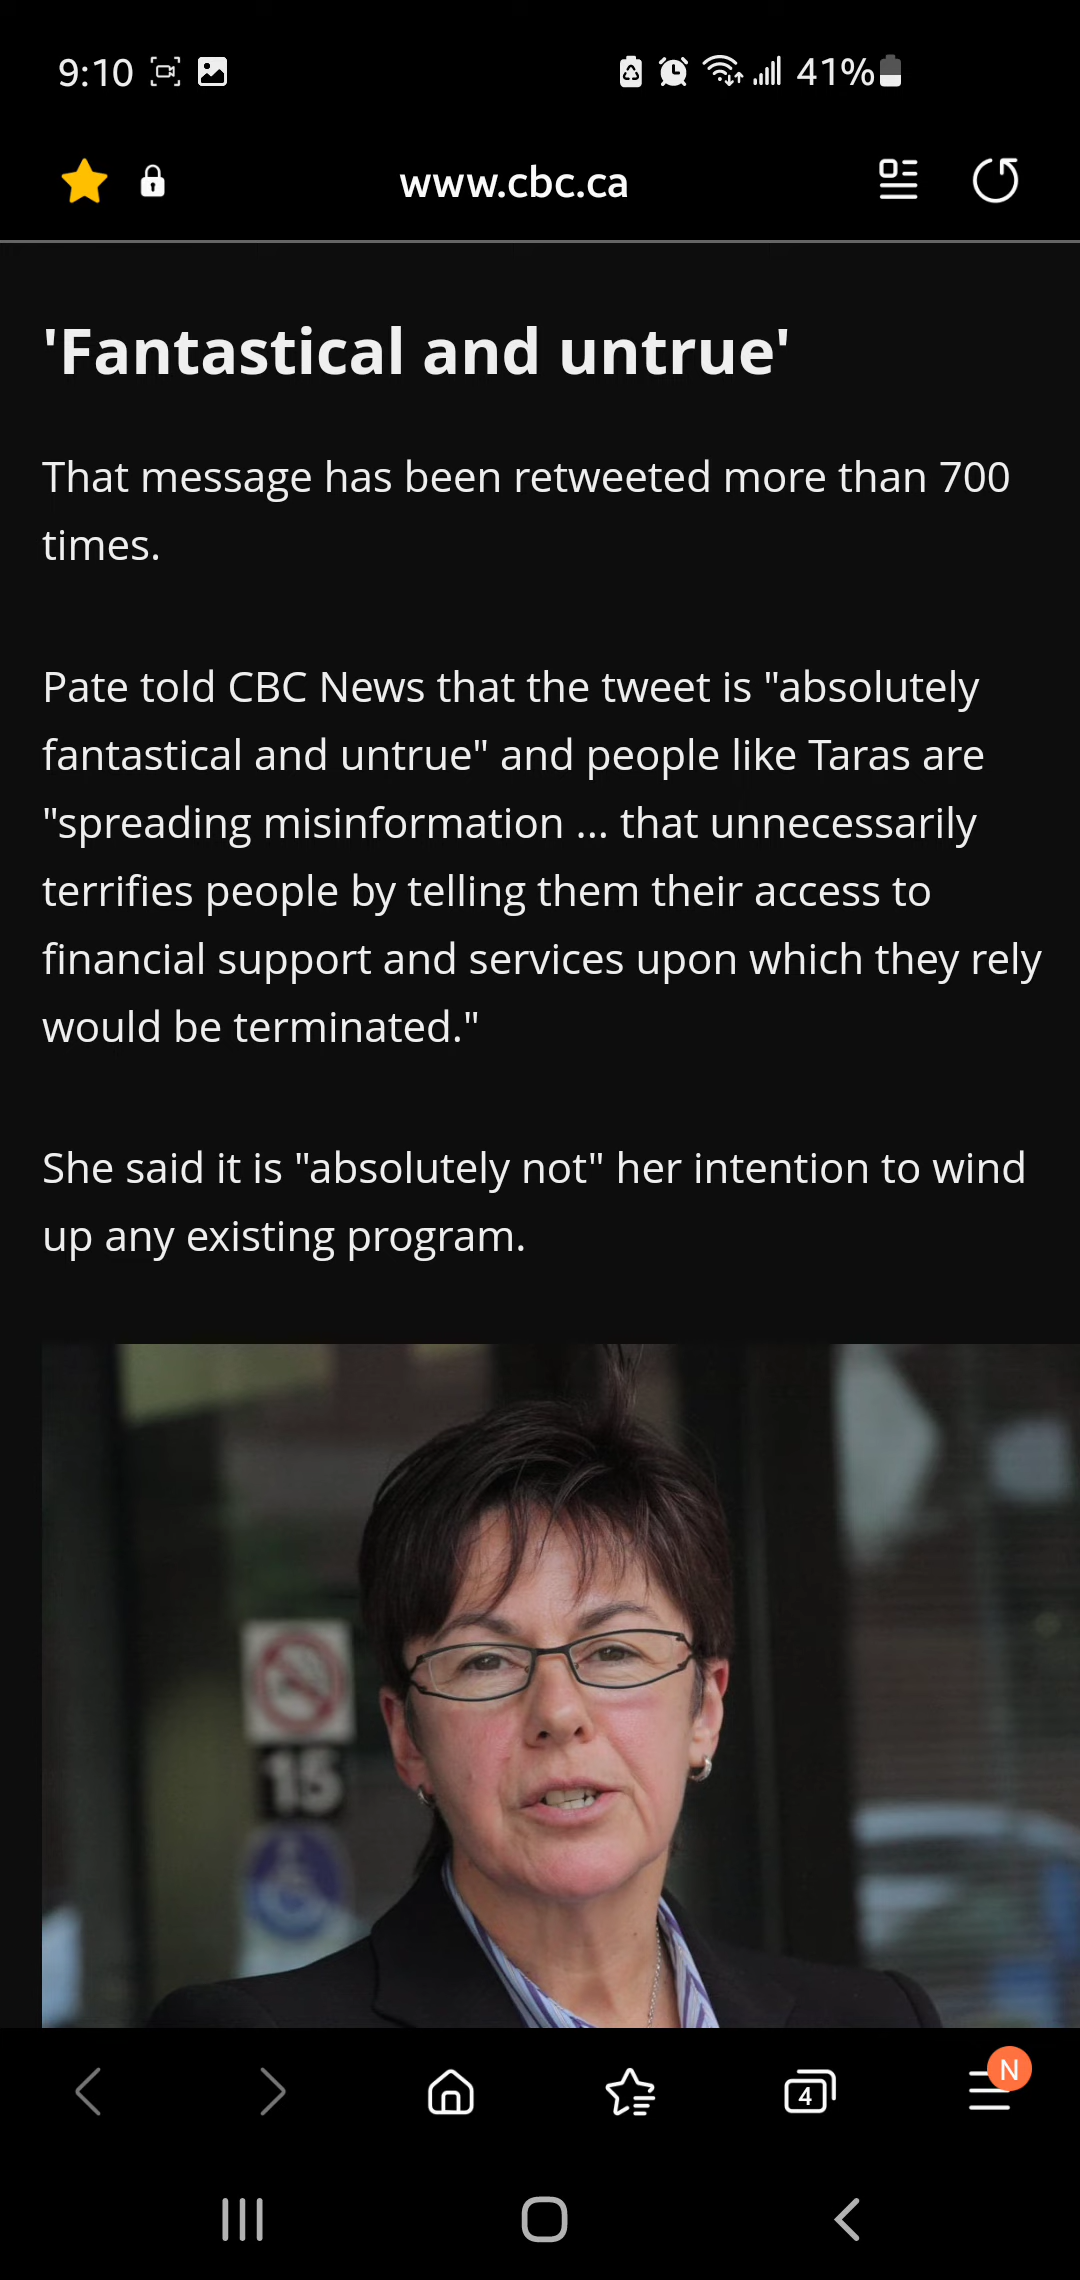 9:10
41%
www.cbc.ca
'Fantastical and untrue'
That message has been retweeted more than 700
times.
Pate told CBC News that the tweet is "absolutely
fantastical and untrue" and people like Taras are
"spreading misinformation ... that unnecessarily
terrifies people by telling them their access to
financial support and services upon which they rely
would be terminated."
She said it is "absolutely not" her intention to wind
up any existing program.
15
4
N